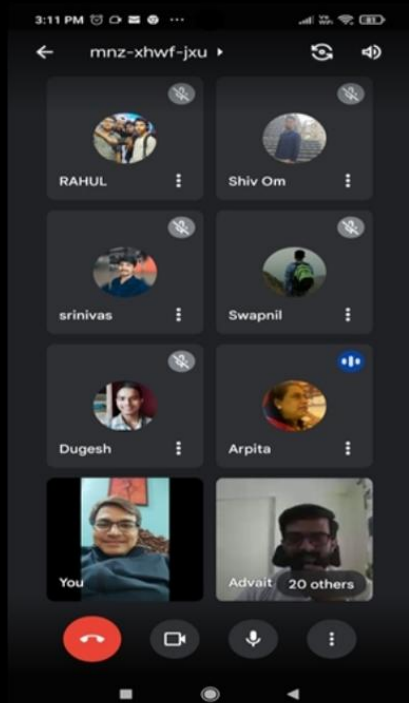 3:11 PM
mnz-xhwf-jxu
RAHUL
Shiv Om
srinivas
Swapnil
Dugesh
Arpita
You
Advait
20 others